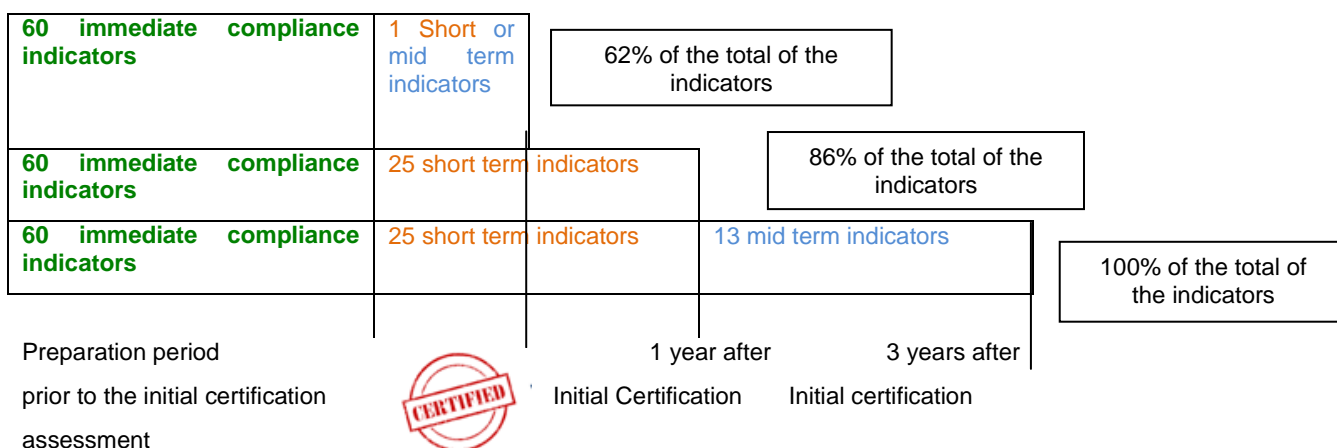 60 immediate compliance
indicators
1 Short or
mid term
indicators
62% of the total of the
indicators
60 immediate compliance
indicators
25 short term indicators
86% of the total of the
indicators
60 immediate compliance
indicators
25 short term indicators
13 mid term indicators
100% of the total of
the indicators
Preparation period
prior to the initial certification
assessment
CERTIFIED
1 year after
Initial Certification
3 years after
Initial certification